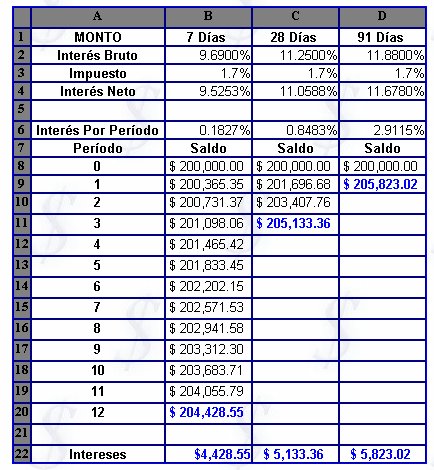 A B C D
1 MONTO 7 Días 28 Días 91 Días
2 Interés Bruto 9.6900% 11.2500% 11.8800%
3 Impuesto 1.7% 1.7% 1.7%
4 Interés Neto 9.5253% 11.0588% 11.6780%
5
6 Interés Por Período 0.1827% 0.8483% 2.9115%
7 Período Saldo Saldo Saldo
8 0 $ 200,000.00 $ 200,000.00 $ 200,000.00
9 1 $ 200,365.35 $ 201,696.68 $ 205,823.02
10 2 $ 200,731.37 $ 203,407.76
11 3 $ 201,098.06 $ 205,133.36
12 4 $ 201,465.42
13 5 $ 201,833.45
14 6 $ 202,202.15
15 7 $ 202,571.53
16 8 $ 202,941.58
17 9 $ 203,312.30
18 10 $ 203,683.71
19 11 $ 204,055.79
20 12 $ 204,428.55
21
22 Intereses $4,428.55 $ 5,133.36 $ 5,823.02